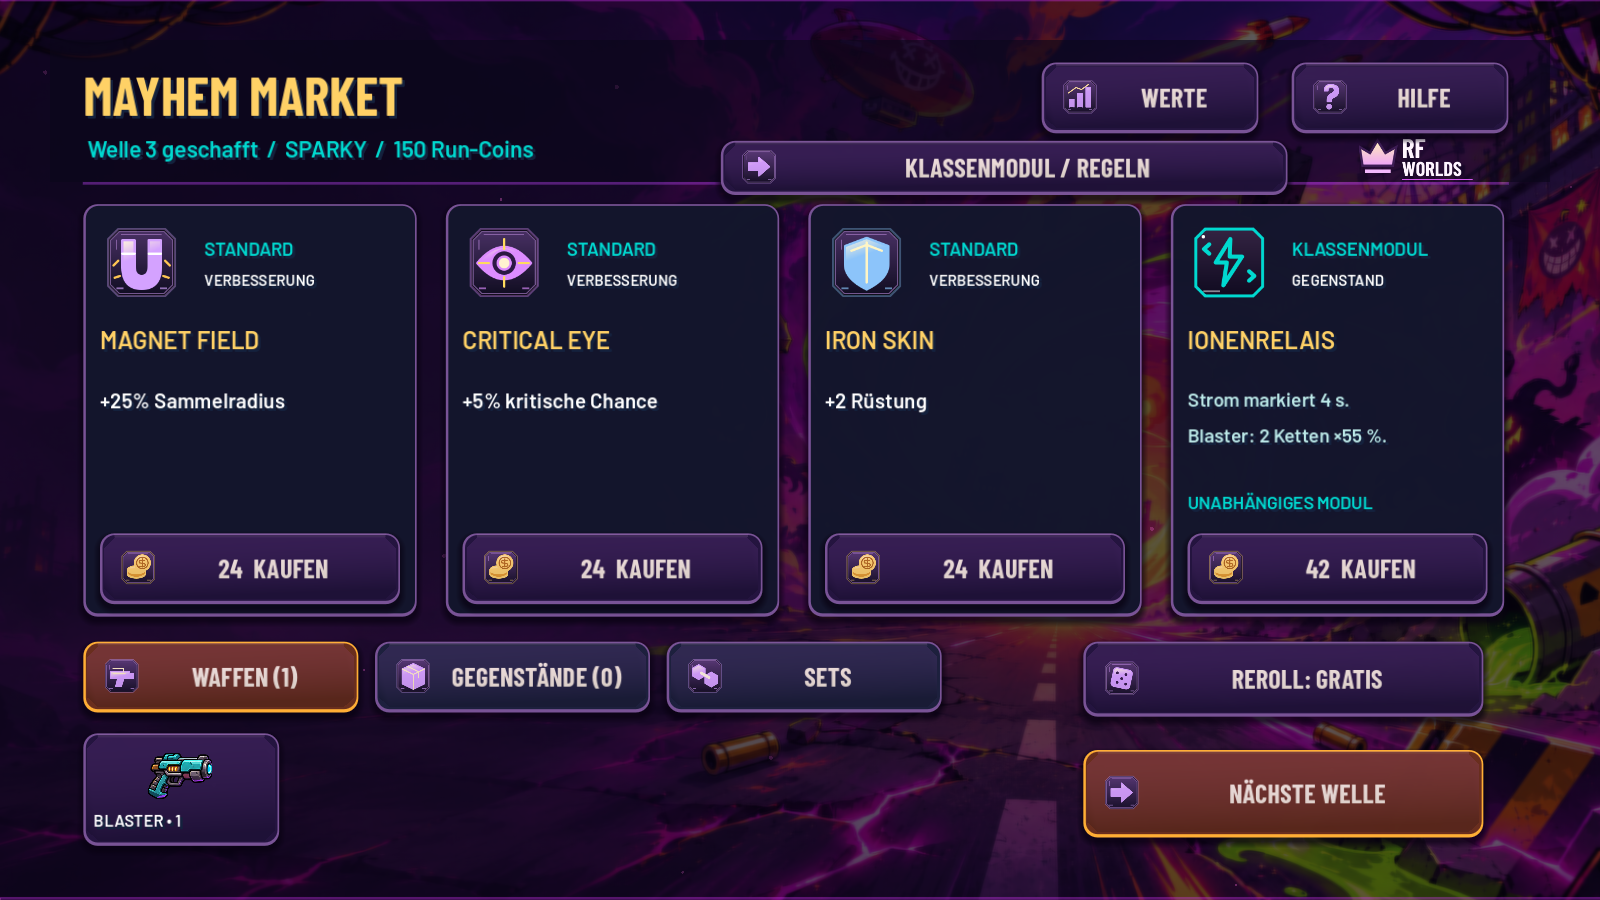 MAYHEM MARKET
Welle 3 geschafft / SPARKY / 150 Run-Coins
WERTE
HILFE
KLASSENMODUL / REGELN
RF
WORLDS
STANDARD
VERBESSERUNG
MAGNET FIELD
+25% Sammelradius
24 KAUFEN
STANDARD
VERBESSERUNG
CRITICAL EYE
+5% kritische Chance
24 KAUFEN
STANDARD
VERBESSERUNG
IRON SKIN
+2 Rüstung
24 KAUFEN
KLASSENMODUL
GEGENSTAND
IONENRELAIS
Strom markiert 4 s.
Blaster: 2 Ketten ×55 %.
UNABHÄNGIGES MODUL
42 KAUFEN
WAFFEN (1)
GEGENSTÄNDE (0)
SETS
REROLL: GRATIS
BLASTER • 1
NÄCHSTE WELLE